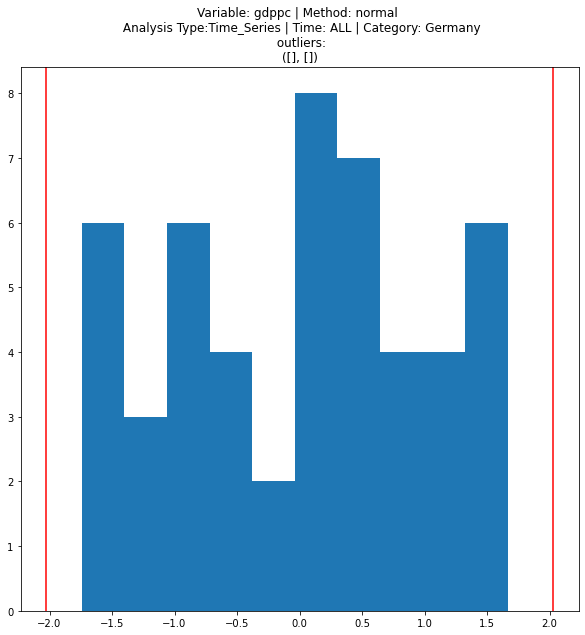 Variable: gdppc | Method: normal
Analysis Type:Time_Series | Time: ALL | Category: Germany
outliers:
([], [])
8
7
6
5
4
3
2
1
0
−2.0 −1.5 −1.0 −0.5 0.0 0.5 1.0 1.5 2.0